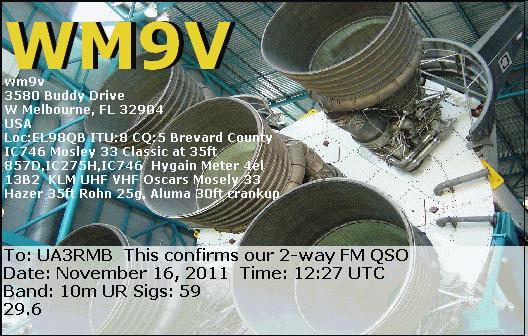 WM9V
wm9v
3580 Buddy Drive
W Melbourne, FL 32904
USA
Loc:EL98QB ITU:8 CQ:5 Brevard County
IC746 Mosley 33 Classic at 35ft
857D,IC275H,IC746 Hygain Meter 4el
13B2 KLM UHF VHF Oscars Mosely 33
Hazer 35ft Rohn 25g, Aluma 30ft crankup
To: UA3RMB This confirms our 2-way FM QSO
Date: November 16, 2011 Time: 12:27 UTC
Band: 10m UR Sigs: 59
29.6